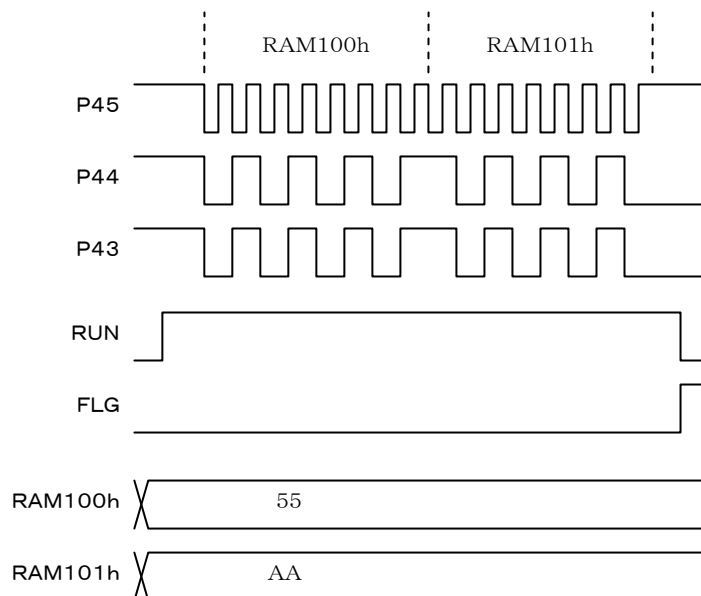 RAM100h RAM101h
P45
P44
P43
RUN
FLG
RAM100h 55
RAM101h AA